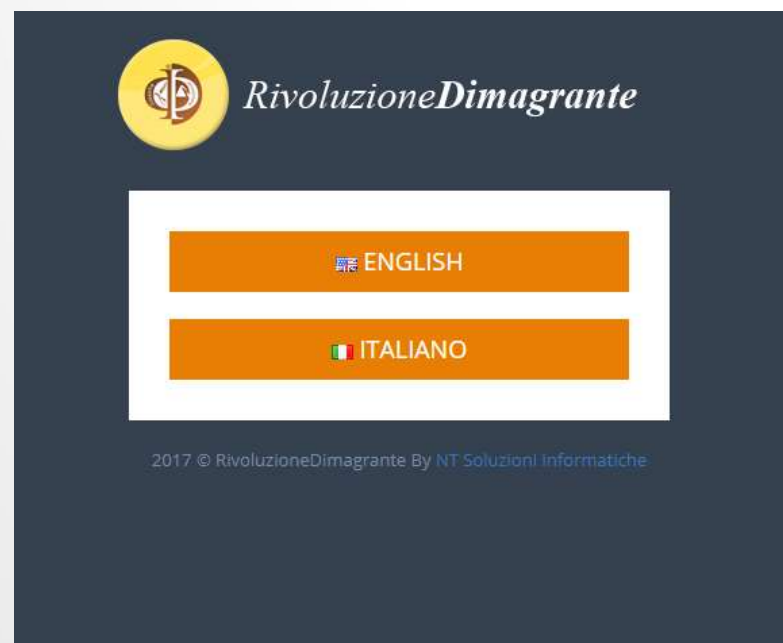 RivoluzioneDimagrante
ENGLISH
ITALIANO
2017 © RivoluzioneDimagrante By NT Soluzioni Informatiche